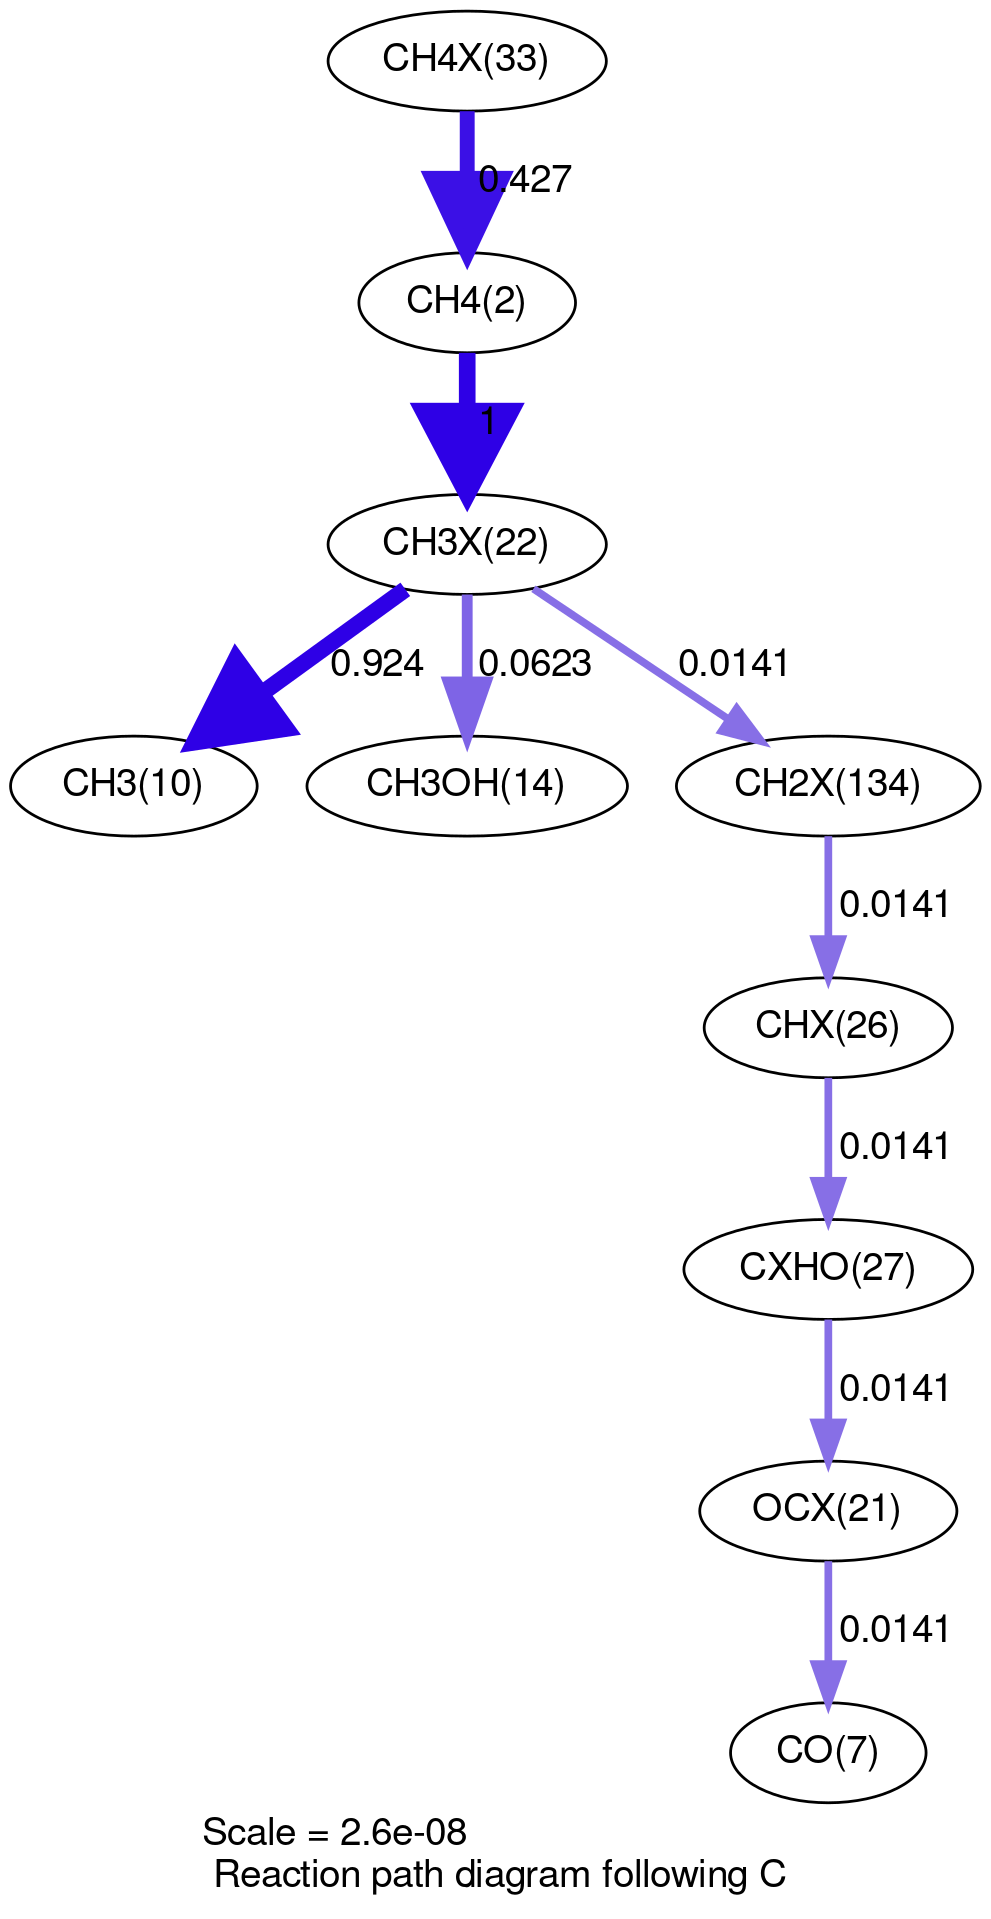 CH4X(33)
0.427
CH4(2)
1
CH3X(22)
0.924
0.0623
0.0141
CH3(10)
CH3OH(14)
CH2X(134)
0.0141
CHX(26)
0.0141
CXHO(27)
0.0141
OCX(21)
0.0141
CO(7)
Scale = 2.6e-08
Reaction path diagram following C